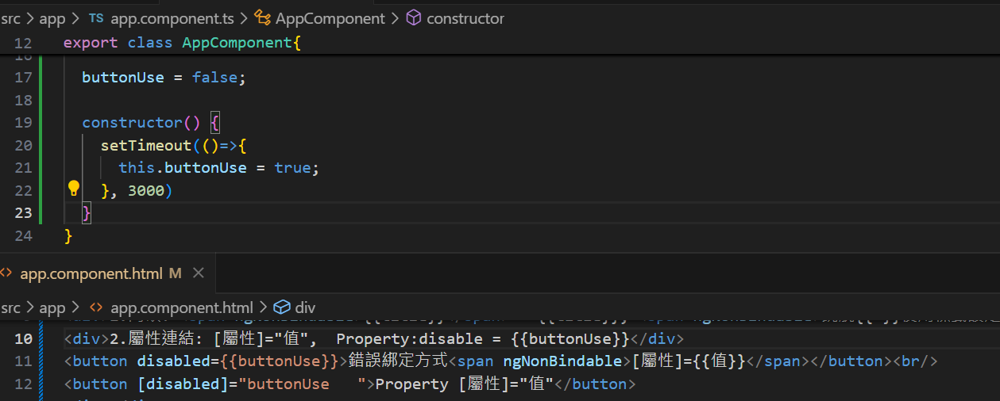 src > app > TS app.component.ts > AppComponent > constructor
12 export class AppComponent{
17 buttonUse = false;
18
19 constructor() {
20 setTimeout(()=>{
21 this.buttonUse = true;
22 }, 3000)
23 }
24 }
<> app.component.html M ×
src > app > <> app.component.html > div
10 <div>2.屬性連結: [屬性]="值",  Property:disable = {{buttonUse}}</div>
11 <button disabled={{buttonUse}}>錯誤綁定方式<span ngNonBindable>[屬性]={{值}}</span></button><br/>
12 <button [disabled]="buttonUse   ">Property [屬性]="值"</button>